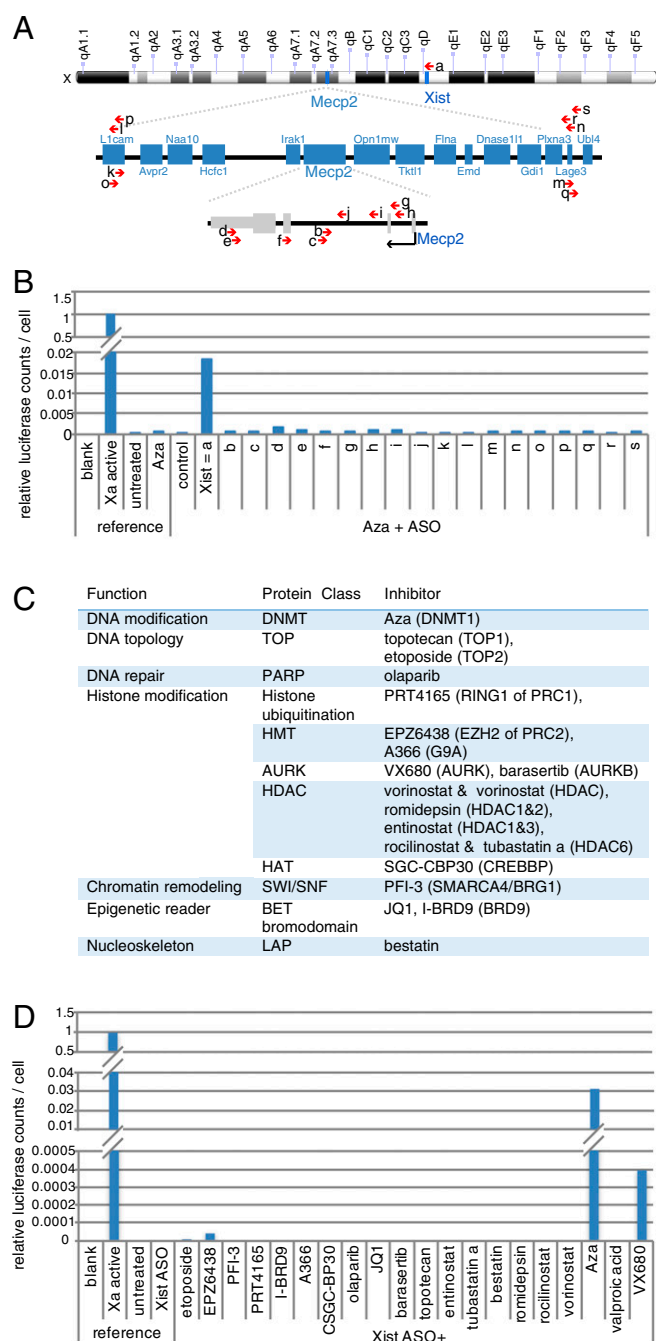 A
qA1.1 qA1.2 qA2 qA3.1 qA3.2 qA4 qA5 qA6 qA7.1 qA7.2 qA7.3 qB qC1 qC2 qC3 qD qE1 qE2 qE3 qF1 qF2 qF3 qF4 qF5
a
X
Mecp2 Xist
p s
l r
n
L1cam Naa10 Irak1 Opn1mw Flna Dnase1l1 Plxna3 Ubl4
k Avpr2 Hcfc1 Mecp2 Tktl1 Emd Gdi1 Lage3
o m
q
g
j i h
d b
e f c Mecp2
B
relative luciferase counts / cell
1.5
1
0.5
0.02
0.015
0.01
0.005
0
blank Xa active untreated Aza control Xist = a b c d e f g h i j k l m n o p q r s
reference Aza + ASO
C
Function Protein Class Inhibitor
DNA modification DNMT Aza (DNMT1)
DNA topology TOP topotecan (TOP1),
etoposide (TOP2)
DNA repair PARP olaparib
Histone modification Histone PRT4165 (RING1 of PRC1),
ubiquitination
HMT EPZ6438 (EZH2 of PRC2),
A366 (G9A)
AURK VX680 (AURK), barasertib (AURKB)
HDAC vorinostat & vorinostat (HDAC),
romidepsin (HDAC1&2),
entinostat (HDAC1&3),
rocilinostat & tubastatin a (HDAC6)
HAT SGC-CBP30 (CREBBP)
Chromatin remodeling SWI/SNF PFI-3 (SMARCA4/BRG1)
Epigenetic reader BET JQ1, I-BRD9 (BRD9)
bromodomain
Nucleoskeleton LAP bestatin
D
relative luciferase counts / cell
1.5
1
0.5
0.04
0.03
0.02
0.01
0.0005
0.0004
0.0003
0.0002
0.0001
0
blank Xa active untreated Xist ASO etoposide EPZ6438 PFI-3 PRT4165 I-BRD9 A366 CSGC-BP30 olaparib JQ1 barasertib topotecan entinostat tubastatin a bestatin romidepsin rocilinostat vorinostat Aza valproic acid VX680
reference Xist ASO+